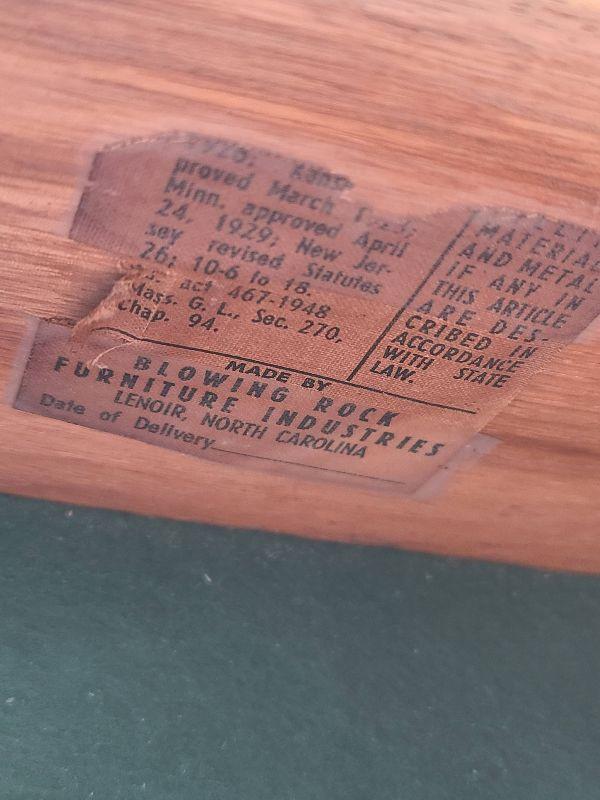 1923; Kans-
proved March
Minn. approved April
24, 1929; New Jer-
sey revised Statutes
26; 10-6 to 18.
act 467-1948
Mass. G. L., Sec. 270,
Chap. 94.
MATERIAL
AND METAL
IF ANY IN
THIS ARTICLE
ARE DES-
CRIBED IN
ACCORDANCE
WITH STATE
LAW.
MADE BY
BLOWING ROCK
FURNITURE INDUSTRIES
LENOIR, NORTH CAROLINA
Date of Delivery